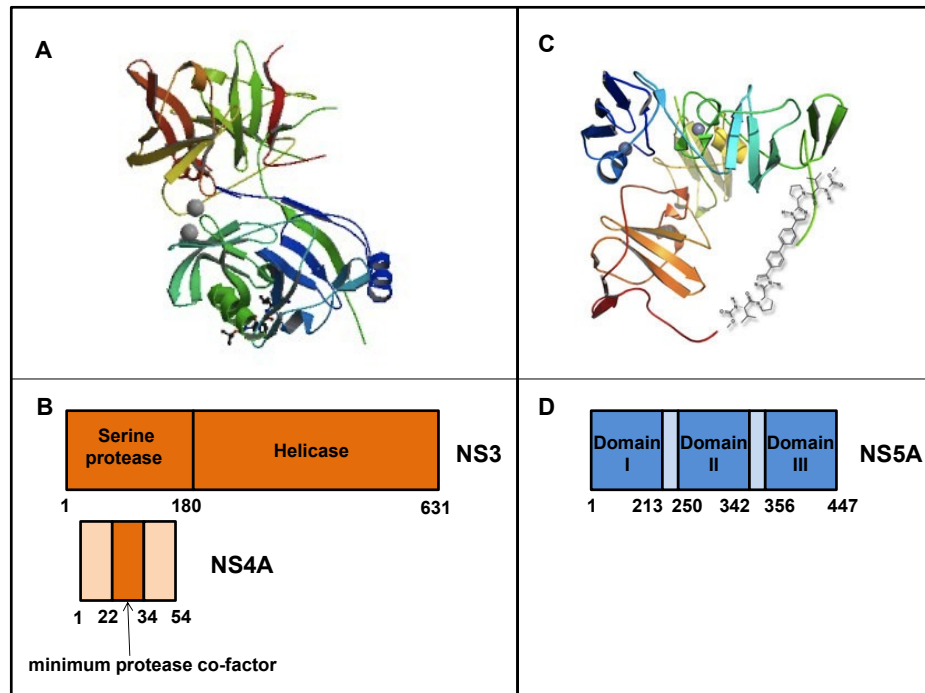 A
B
Serine
protease
Helicase
NS3
1
180
631
NS4A
1
22
34
54
minimum protease co-factor
C
D
Domain
I
Domain
II
Domain
III
NS5A
1
213
250
342
356
447